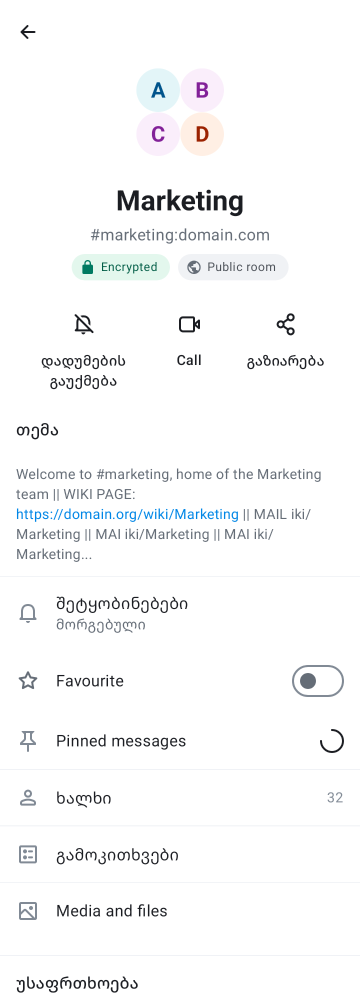 A B
C D
Marketing
#marketing:domain.com
Encrypted Public room
დადუმების
გაუქმება
Call
გაზიარება
თემა
Welcome to #marketing, home of the Marketing
team || WIKI PAGE:
https://domain.org/wiki/Marketing || MAIL iki/
Marketing || MAI iki/Marketing || MAI iki/
Marketing...
შეტყობინებები
მორგებული
Favourite
Pinned messages
ხალხი 32
გამოკითხვები
Media and files
უსაფრთხოება